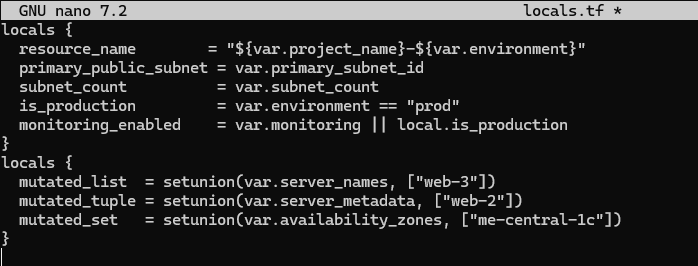 GNU nano 7.2 locals.tf *
locals {
  resource_name        = "${var.project_name}-${var.environment}"
  primary_public_subnet = var.primary_subnet_id
  subnet_count          = var.subnet_count
  is_production         = var.environment == "prod"
  monitoring_enabled    = var.monitoring || local.is_production
}
locals {
  mutated_list  = setunion(var.server_names, ["web-3"])
  mutated_tuple = setunion(var.server_metadata, ["web-2"])
  mutated_set   = setunion(var.availability_zones, ["me-central-1c"])
}